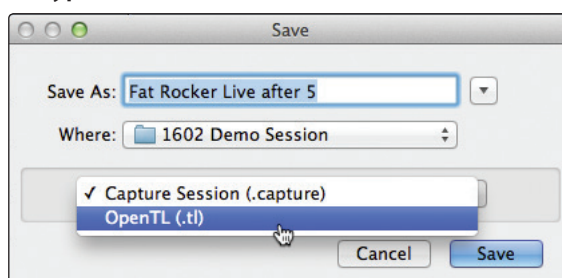 Save
Save As: Fat Rocker Live after 5
Where: 1602 Demo Session
✓ Capture Session (.capture)
OpenTL (.tl)
Cancel Save